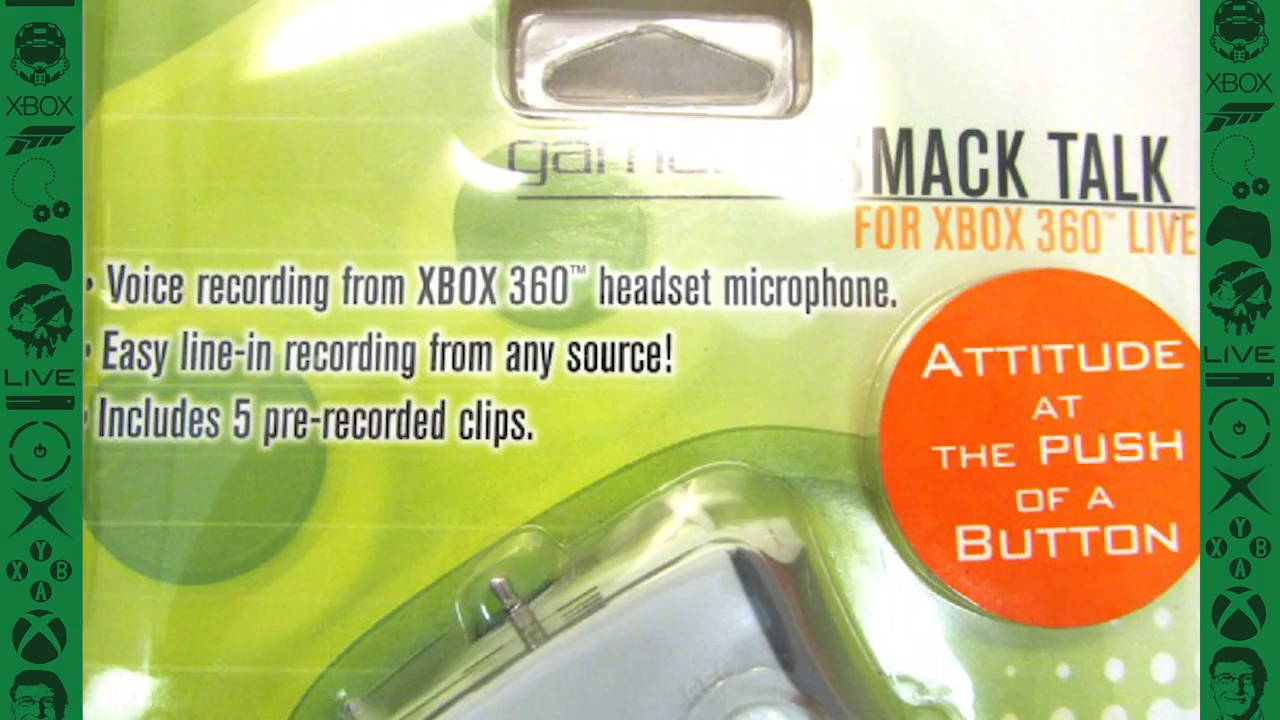 SMACK TALK
FOR XBOX 360™ LIVE
• Voice recording from XBOX 360™ headset microphone.
• Easy line-in recording from any source!
• Includes 5 pre-recorded clips.
ATTITUDE
AT
THE PUSH
OF A
BUTTON
XBOX
LIVE
Y
X B
A
XBOX
LIVE
Y
X B
A